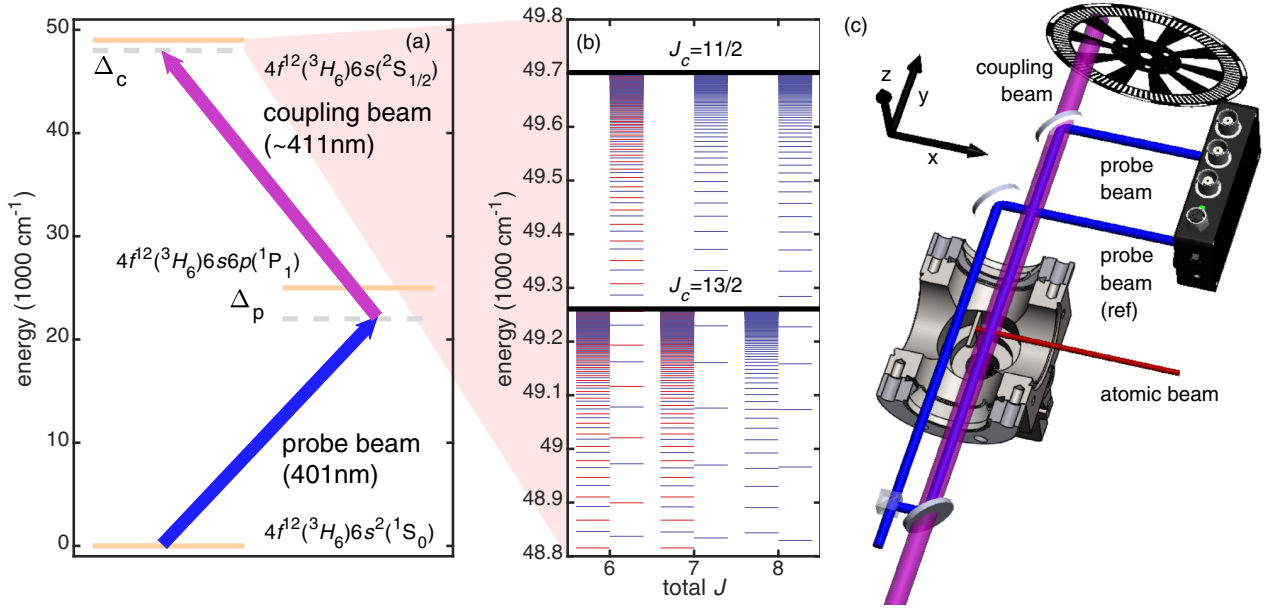 (a)
50
40
30
20
10
0
energy (1000 cm⁻¹)
Δc
4f¹²(³H₆)6s(²S₁/₂)
coupling beam
(~411nm)
4f¹²(³H₆)6s6p(¹P₁)
Δp
probe beam
(401nm)
4f¹²(³H₆)6s²(¹S₀)
(b)
49.8
49.7
49.6
49.5
49.4
49.3
49.2
49.1
49
48.9
48.8
energy (1000 cm⁻¹)
Jc=11/2
Jc=13/2
6
7
8
total J
(c)
coupling
beam
z
y
x
probe
beam
probe
beam
(ref)
atomic beam